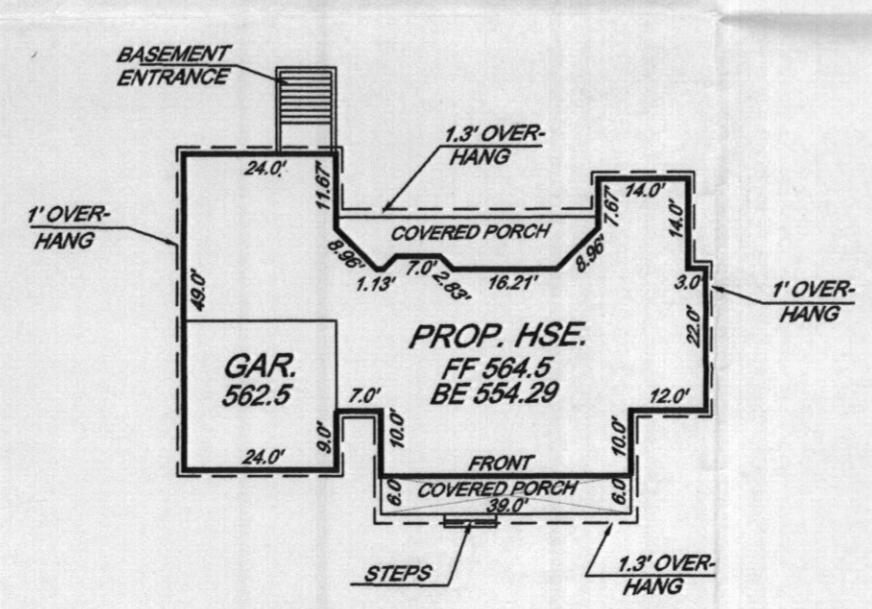 BASEMENT
ENTRANCE
1.3' OVER-
HANG
24.0'
11.67'
14.0'
7.67'
14.0'
1' OVER-
HANG
COVERED PORCH
8.96'
8.96'
7.0'
1.13'
2.83'
16.21'
3.0'
1' OVER-
HANG
49.0'
22.0'
PROP. HSE.
FF 564.5
BE 554.29
GAR.
562.5
7.0'
12.0'
9.0'
10.0'
10.0'
24.0'
FRONT
6.0
COVERED PORCH
6.0
39.0'
STEPS
1.3' OVER-
HANG